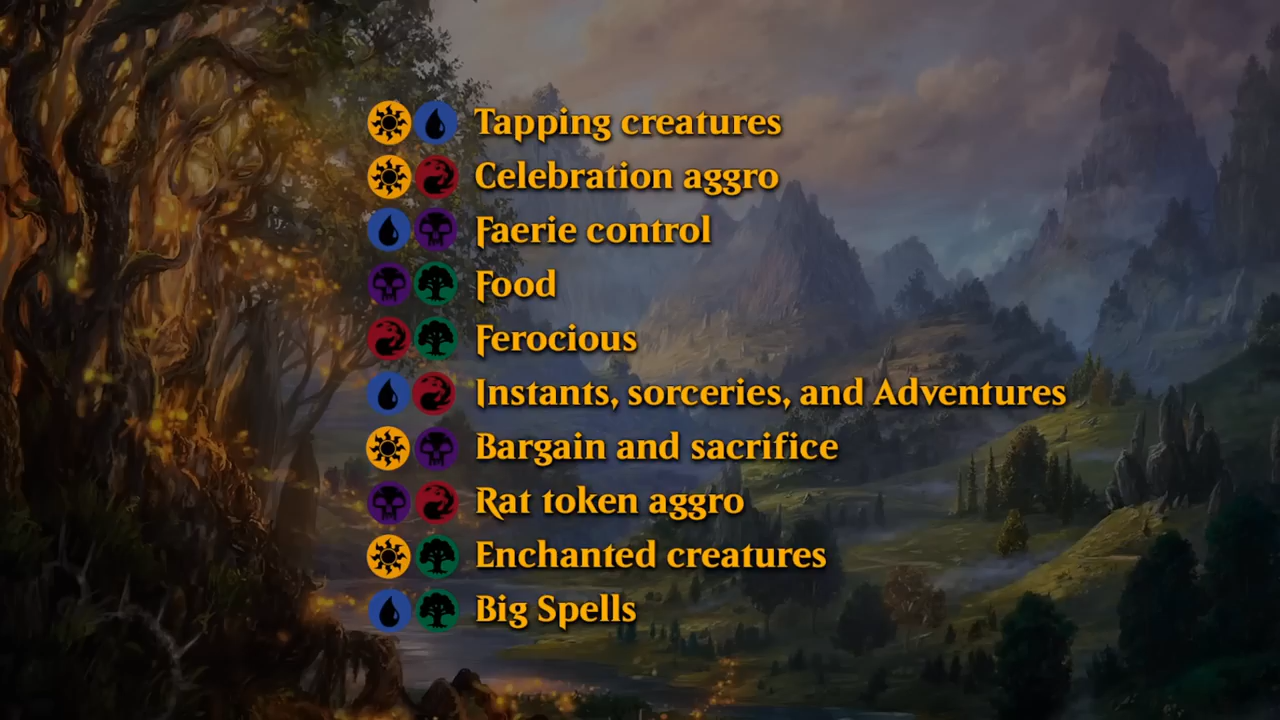 Tapping creatures
Celebration aggro
Faerie control
Food
Ferocious
Instants, sorceries, and Adventures
Bargain and sacrifice
Rat token aggro
Enchanted creatures
Big Spells